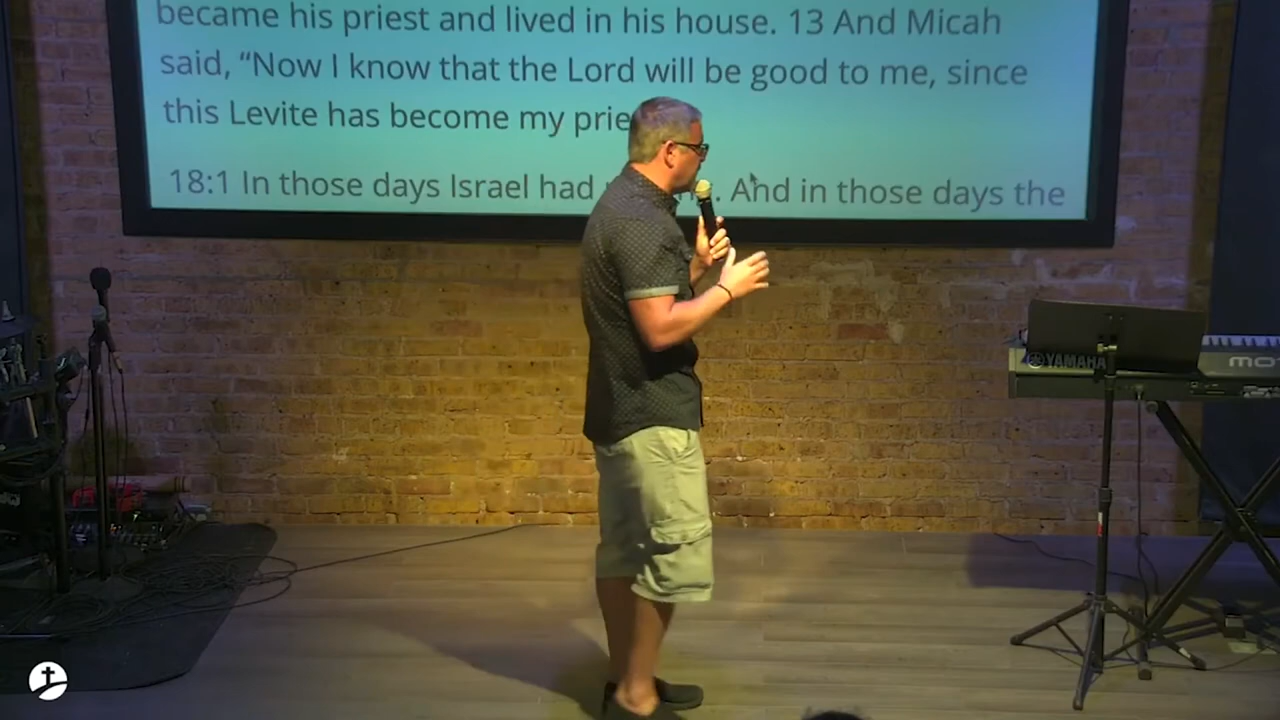 became his priest and lived in his house. 13 And Micah
said, “Now I know that the Lord will be good to me, since
this Levite has become my prie
18:1 In those days Israel had . And in those days the
YAMAHA
MO